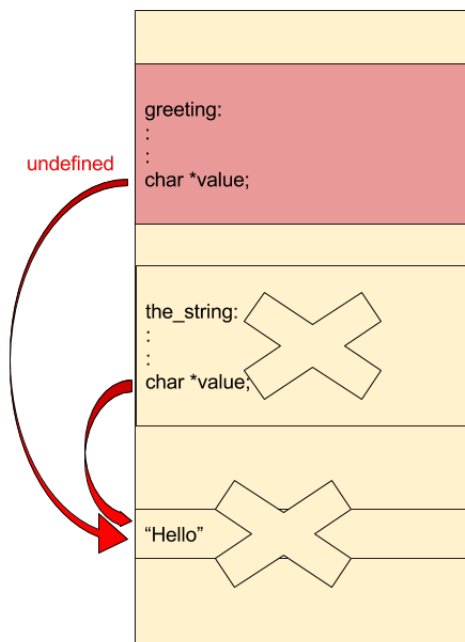 greeting:
:
:
undefined
char *value;
the_string:
:
:
char *value;
“Hello”